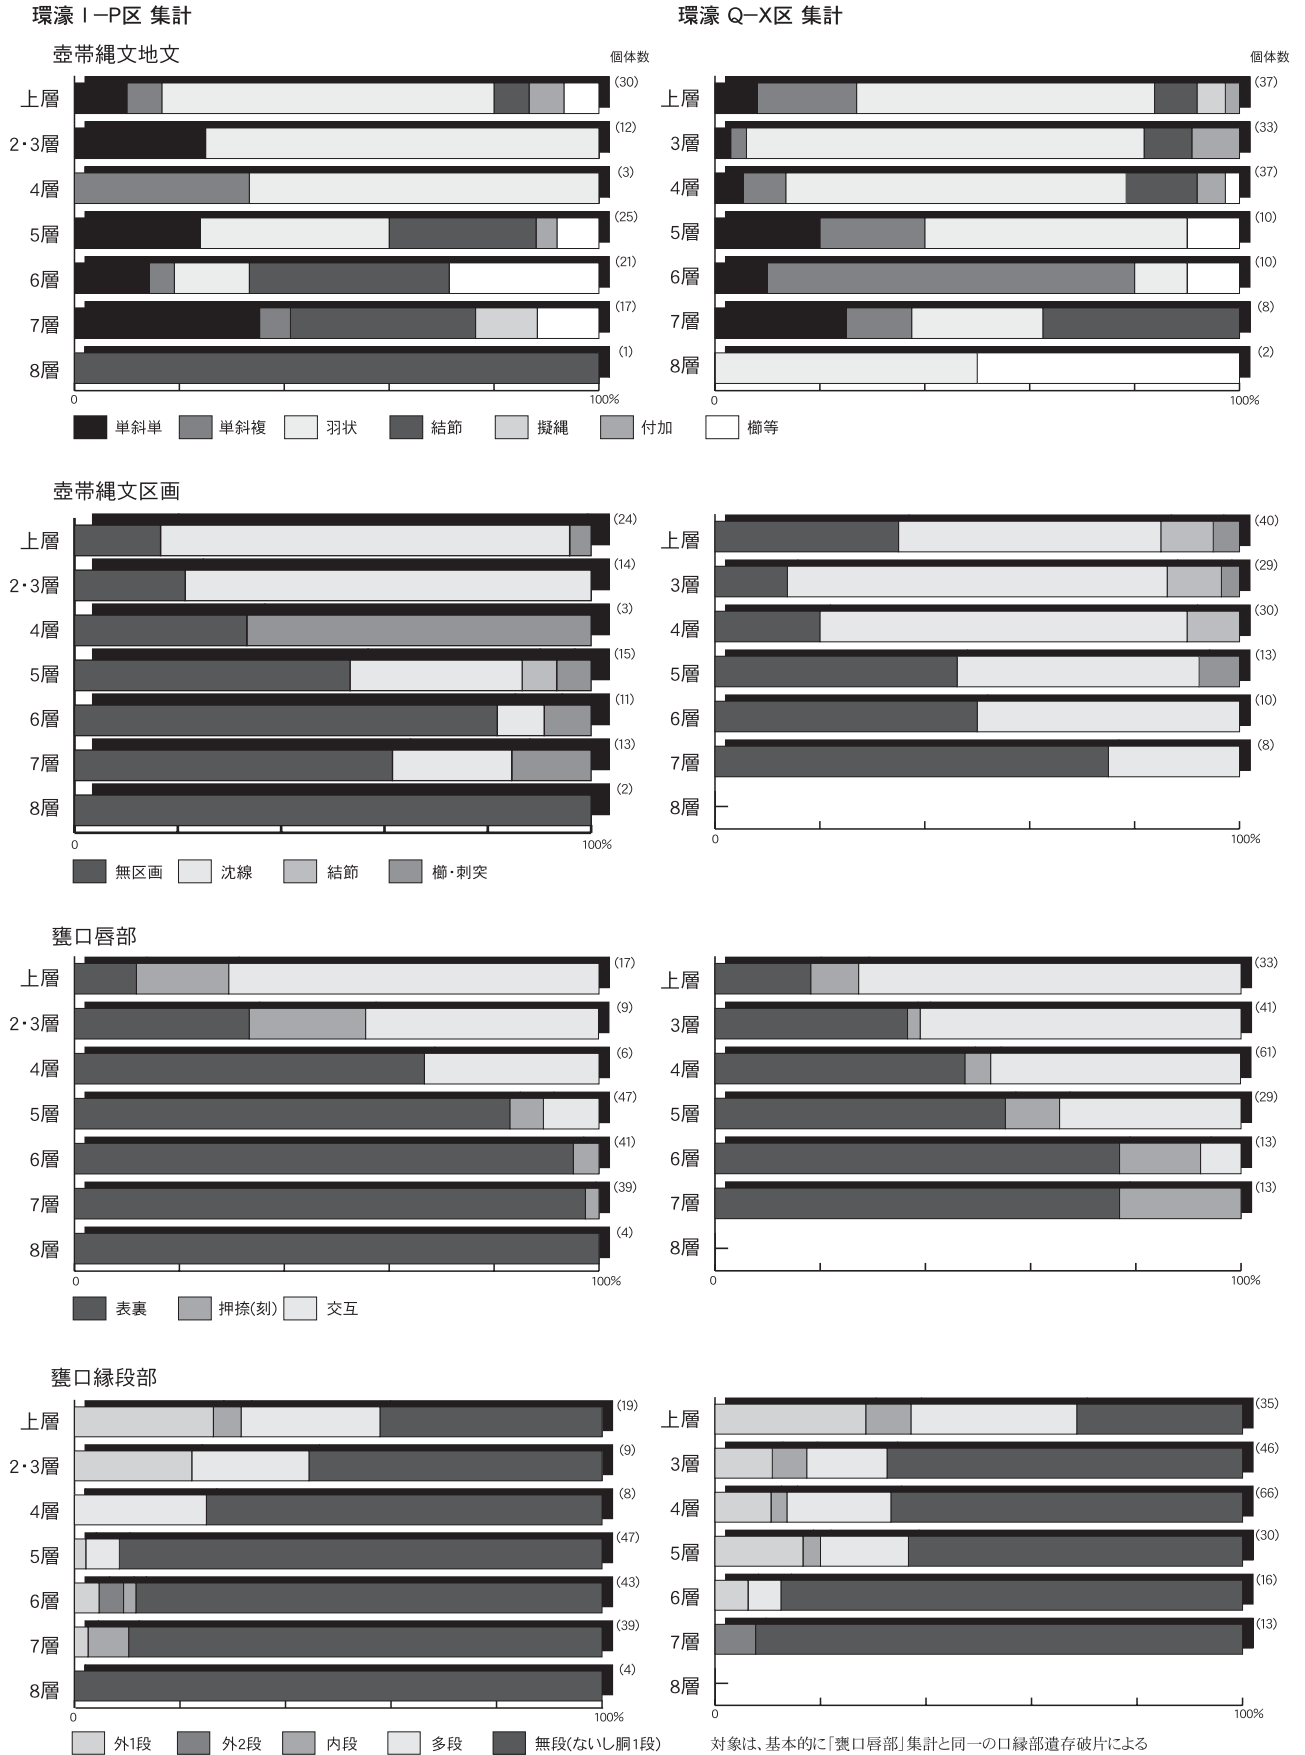 環濠 I−P区 集計
環濠 Q−X区 集計
壺帯縄文地文
個体数
個体数
上層 (30)
2・3層 (12)
4層 (3)
5層 (25)
6層 (21)
7層 (17)
8層 (1)
0 100%
上層 (37)
3層 (33)
4層 (37)
5層 (10)
6層 (10)
7層 (8)
8層 (2)
0 100%
単斜単 単斜複 羽状 結節 擬縄 付加 櫛等
壺帯縄文区画
上層 (24)
2・3層 (14)
4層 (3)
5層 (15)
6層 (11)
7層 (13)
8層 (2)
0 100%
上層 (40)
3層 (29)
4層 (30)
5層 (13)
6層 (10)
7層 (8)
8層
0 100%
無区画 沈線 結節 櫛・刺突
甕口唇部
上層 (17)
2・3層 (9)
4層 (6)
5層 (47)
6層 (41)
7層 (39)
8層 (4)
0 100%
上層 (33)
3層 (41)
4層 (61)
5層 (29)
6層 (13)
7層 (13)
8層
0 100%
表裏 押捺(刻) 交互
甕口縁段部
上層 (19)
2・3層 (9)
4層 (8)
5層 (47)
6層 (43)
7層 (39)
8層 (4)
0 100%
上層 (35)
3層 (46)
4層 (66)
5層 (30)
6層 (16)
7層 (13)
8層
0 100%
外1段 外2段 内段 多段 無段(ないし胴1段)
対象は、基本的に「甕口唇部」集計と同一の口縁部遺存破片による